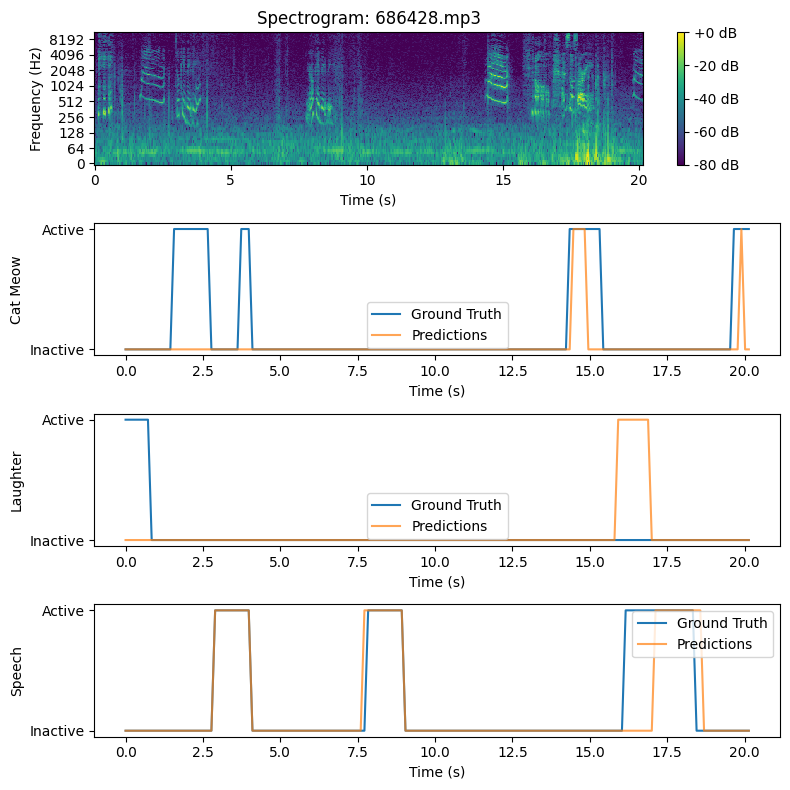 Spectrogram: 686428.mp3
Frequency (Hz)
8192
4096
2048
1024
512
256
128
64
0
0 5 10 15 20
Time (s)
+0 dB
-20 dB
-40 dB
-60 dB
-80 dB
Cat Meow
Active
Inactive
Ground Truth
Predictions
0.0 2.5 5.0 7.5 10.0 12.5 15.0 17.5 20.0
Time (s)
Laughter
Active
Inactive
Ground Truth
Predictions
0.0 2.5 5.0 7.5 10.0 12.5 15.0 17.5 20.0
Time (s)
Speech
Active
Inactive
Ground Truth
Predictions
0.0 2.5 5.0 7.5 10.0 12.5 15.0 17.5 20.0
Time (s)